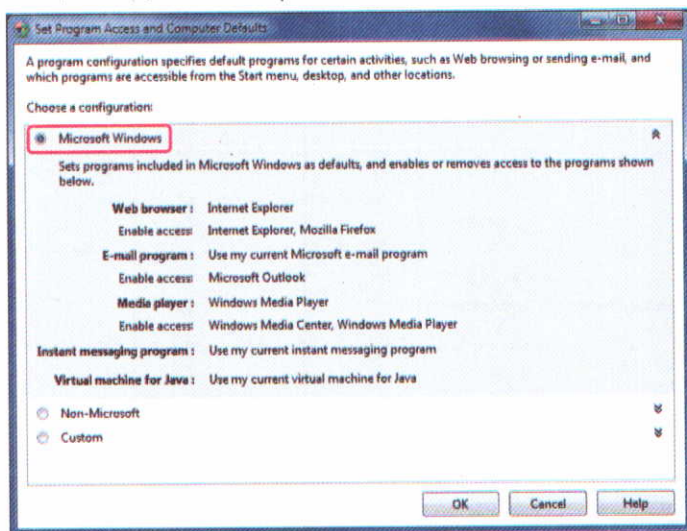 Set Program Access and Computer Defaults
A program configuration specifies default programs for certain activities, such as Web browsing or sending e-mail, and
which programs are accessible from the Start menu, desktop, and other locations.
Choose a configuration:
Microsoft Windows
Sets programs included in Microsoft Windows as defaults, and enables or removes access to the programs shown
below.
Web browser : Internet Explorer
Enable access: Internet Explorer, Mozilla Firefox
E-mail program : Use my current Microsoft e-mail program
Enable access: Microsoft Outlook
Media player : Windows Media Player
Enable access: Windows Media Center, Windows Media Player
Instant messaging program : Use my current instant messaging program
Virtual machine for Java : Use my current virtual machine for Java
Non-Microsoft
Custom
OK Cancel Help